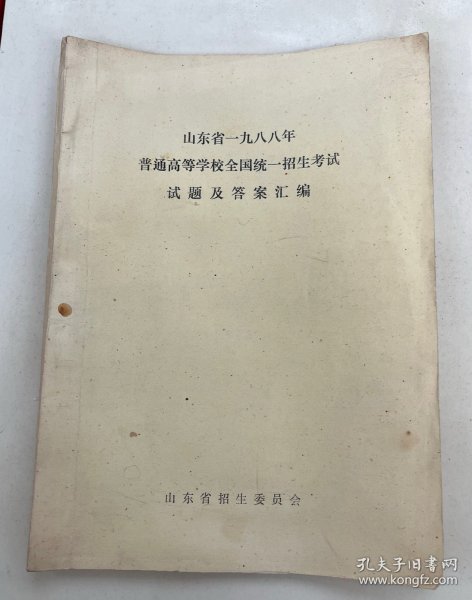 山东省一九八八年
普通高等学校全国统一招生考试
试题及答案汇编
山东省招生委员会
孔夫子旧书网
www.kongfz.com